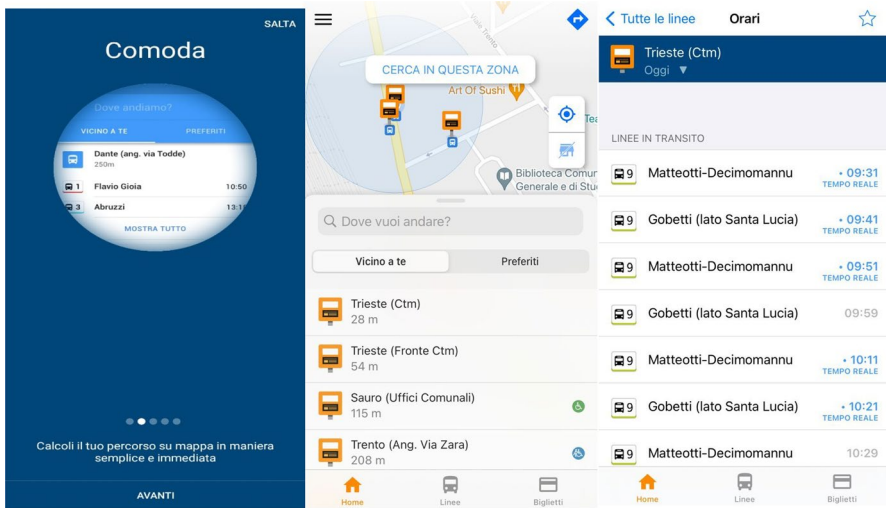 SALTA
Comoda
Dove andiamo?
VICINO A TE
PREFERITI
Dante (ang. via Todde)
250m
1 Flavio Gioia 10:50
3 Abruzzi
MOSTRA TUTTO
Calcoli il tuo percorso su mappa in maniera
semplice e immediata
AVANTI
Viale Trento
CERCA IN QUESTA ZONA
Art Of Sushi
Biblioteca
Generale e di
Dove vuoi andare?
Vicino a te
Preferiti
Trieste (Ctm)
28 m
Trieste (Fronte Ctm)
54 m
Sauro (Uffici Comunali)
115 m
Trento (Ang. Via Zara)
208 m
Home
Linee
Biglietti
Tutte le linee
Orari
Trieste (Ctm)
Oggi
LINEE IN TRANSITO
9 Matteotti-Decimomannu • 09:31
TEMPO REALE
9 Gobetti (lato Santa Lucia) • 09:41
TEMPO REALE
9 Matteotti-Decimomannu • 09:51
TEMPO REALE
9 Gobetti (lato Santa Lucia) 09:59
9 Matteotti-Decimomannu • 10:11
TEMPO REALE
9 Gobetti (lato Santa Lucia) • 10:21
TEMPO REALE
9 Matteotti-Decimomannu 10:29
Home
Linee
Biglietti